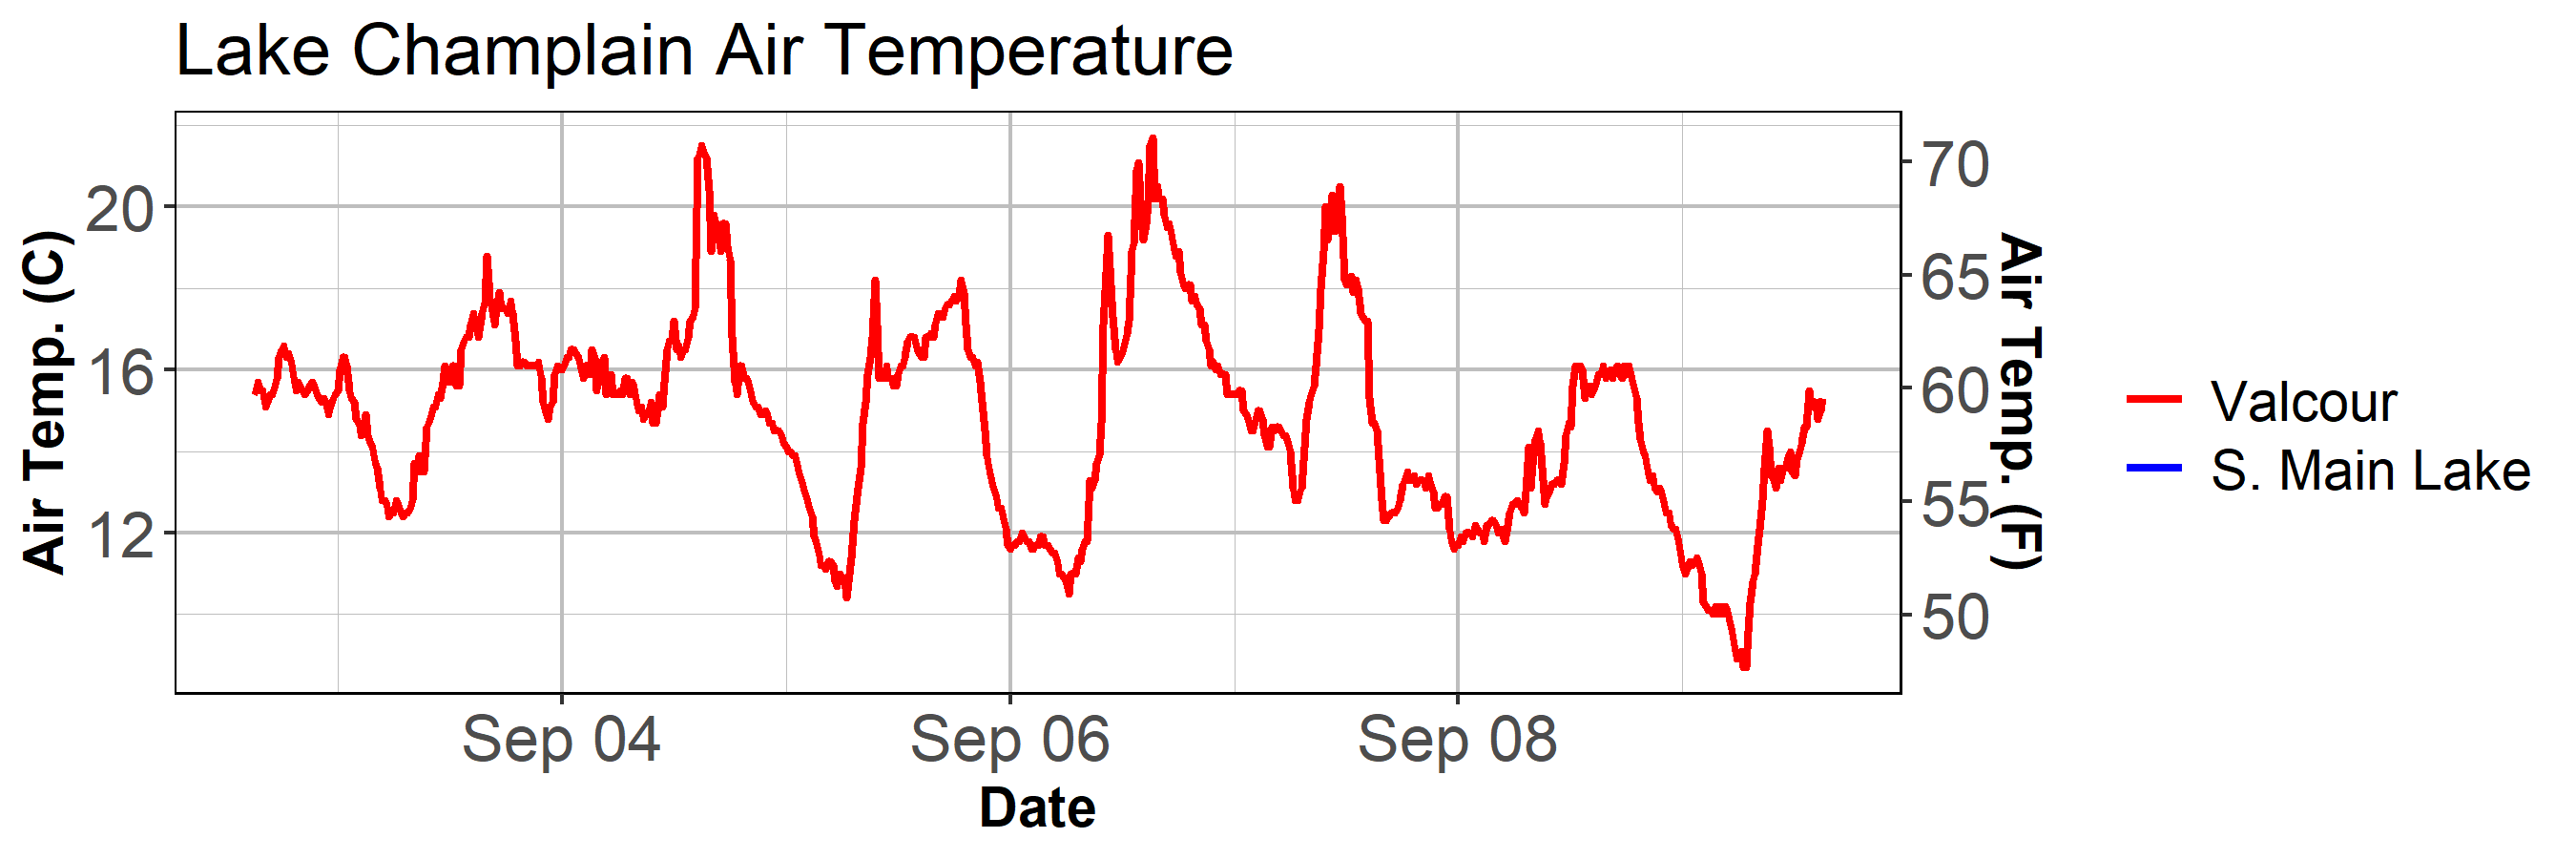 Lake Champlain Air Temperature
Air Temp. (C)
20
16
12
70
65
60
55
50
Air Temp. (F)
Sep 04
Sep 06
Sep 08
Date
Valcour
S. Main Lake